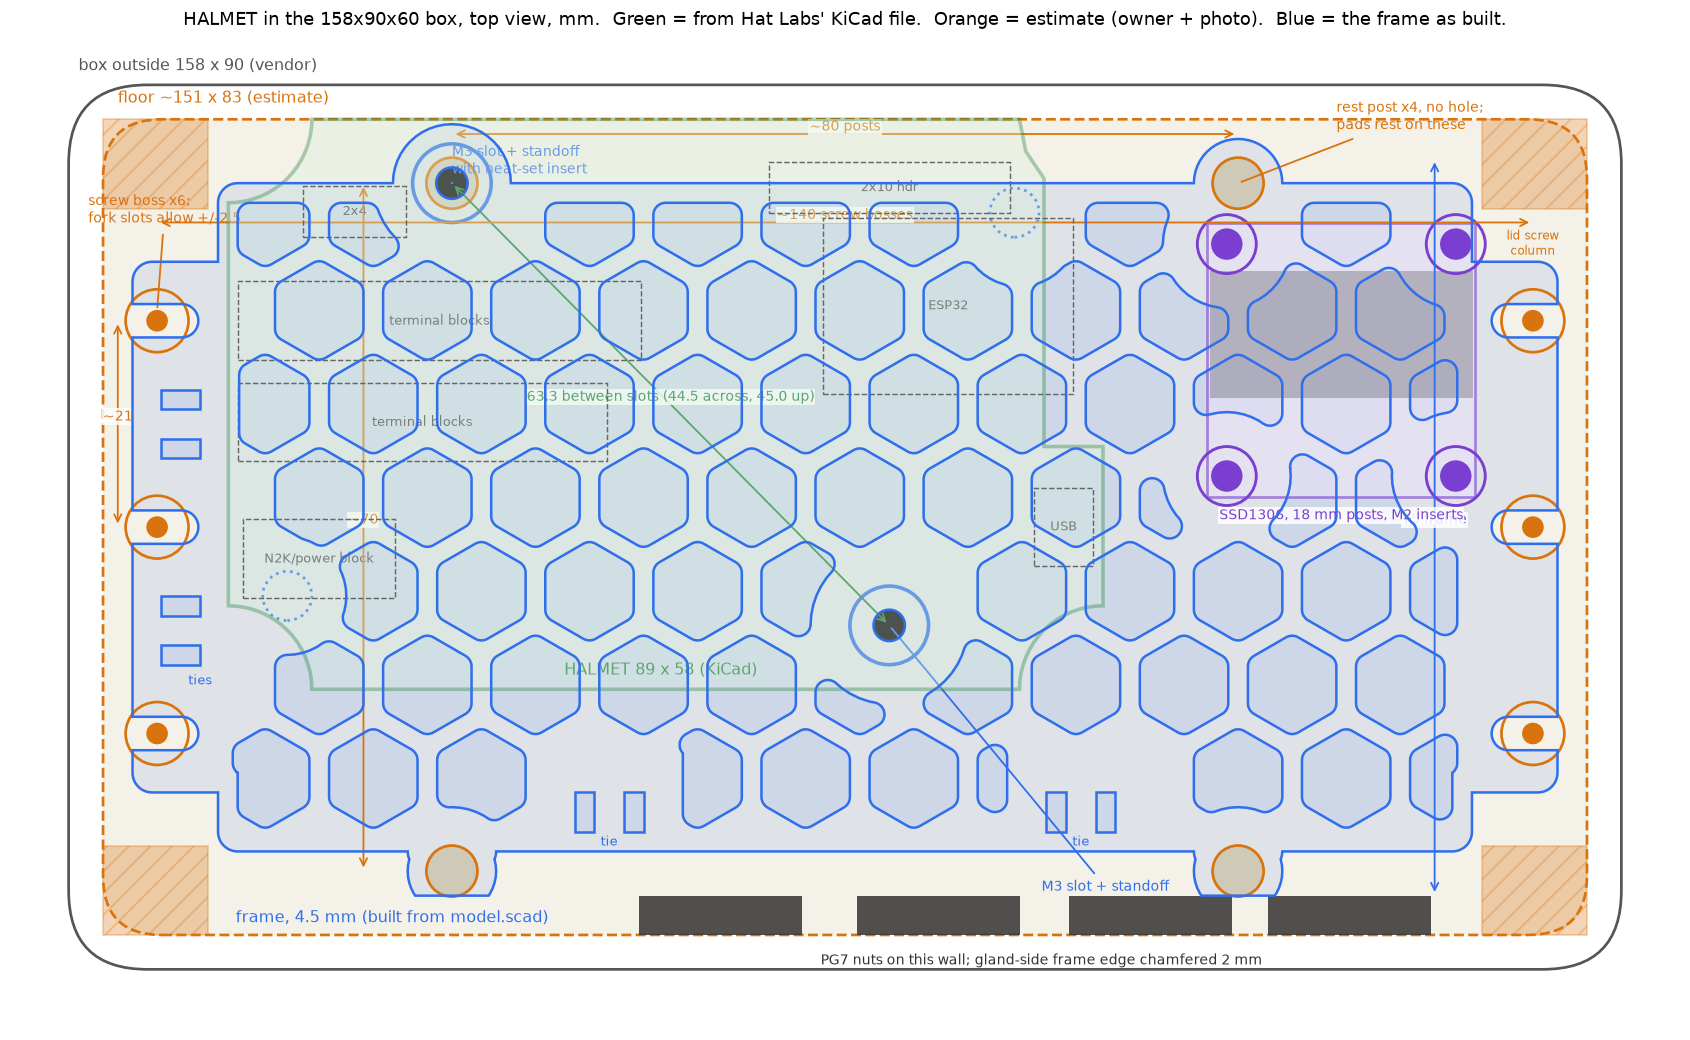 HALMET in the 158x90x60 box, top view, mm.  Green = from Hat Labs' KiCad file.  Orange = estimate (owner + photo).  Blue = the frame as built.
box outside 158 x 90 (vendor)
floor ~151 x 83 (estimate)
rest post x4, no hole;
pads rest on these
~80 posts
M3 slot + standoff
with heat-set insert
2x10 hdr
screw boss x6;
fork slots allow +/-2.5
2x4
~140 screw bosses
lid screw
column
ESP32
terminal blocks
63.3 between slots (44.5 across, 45.0 up)
~21
terminal blocks
SSD1306, 18 mm posts, M2 inserts
~70
USB
N2K/power block
HALMET 89 x 58 (KiCad)
ties
tie
tie
M3 slot + standoff
frame, 4.5 mm (built from model.scad)
PG7 nuts on this wall; gland-side frame edge chamfered 2 mm